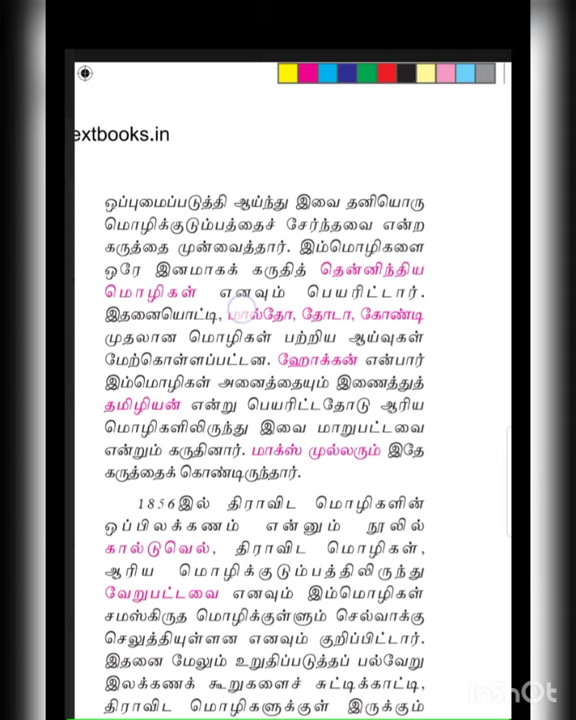 extbooks.in
ஒப்புமைப்படுத்தி ஆய்ந்து இவை தனியொரு
மொழிக்குடும்பத்தைச் சேர்ந்தவை என்ற
கருத்தை முன்வைத்தார். இம்மொழிகளை
ஒரே இனமாகக் கருதித் தென்னிந்திய
மொழிகள் எனவும் பெயரிட்டார்.
இதனையொட்டி, மால்தோ, தோடா, கோண்டி
முதலான மொழிகள் பற்றிய ஆய்வுகள்
மேற்கொள்ளப்பட்டன. ஹோக்கன் என்பார்
இம்மொழிகள் அனைத்தையும் இணைத்துத்
தமிழியன் என்று பெயரிட்டதோடு ஆரிய
மொழிகளிலிருந்து இவை மாறுபட்டவை
என்றும் கருதினார். மாக்ஸ் முல்லரும் இதே
கருத்தைக் கொண்டிருந்தார்.
1856இல் திராவிட மொழிகளின்
ஒப்பிலக்கணம் என்னும் நூலில்
கால்டுவெல், திராவிட மொழிகள்,
ஆரிய மொழிக்குடும்பத்திலிருந்து
வேறுபட்டவை எனவும் இம்மொழிகள்
சமஸ்கிருத மொழிக்குள்ளும் செல்வாக்கு
செலுத்தியுள்ளன எனவும் குறிப்பிட்டார்.
இதனை மேலும் உறுதிப்படுத்தப் பல்வேறு
இலக்கணக் கூறுகளைச் சுட்டிக்காட்டி,
திராவிட மொழிகளுக்குள் இருக்கும்
InShOt